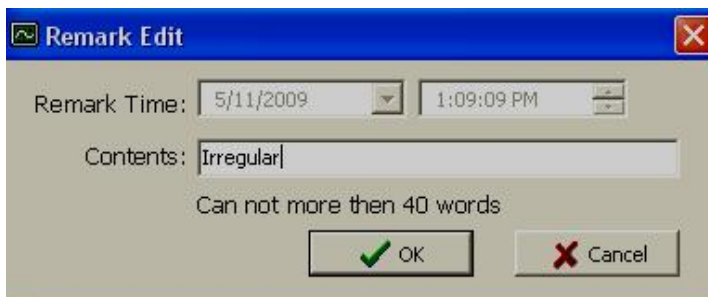 Remark Edit
Remark Time: 5/11/2009 1:09:09 PM
Contents: Irregular
Can not more then 40 words
OK Cancel